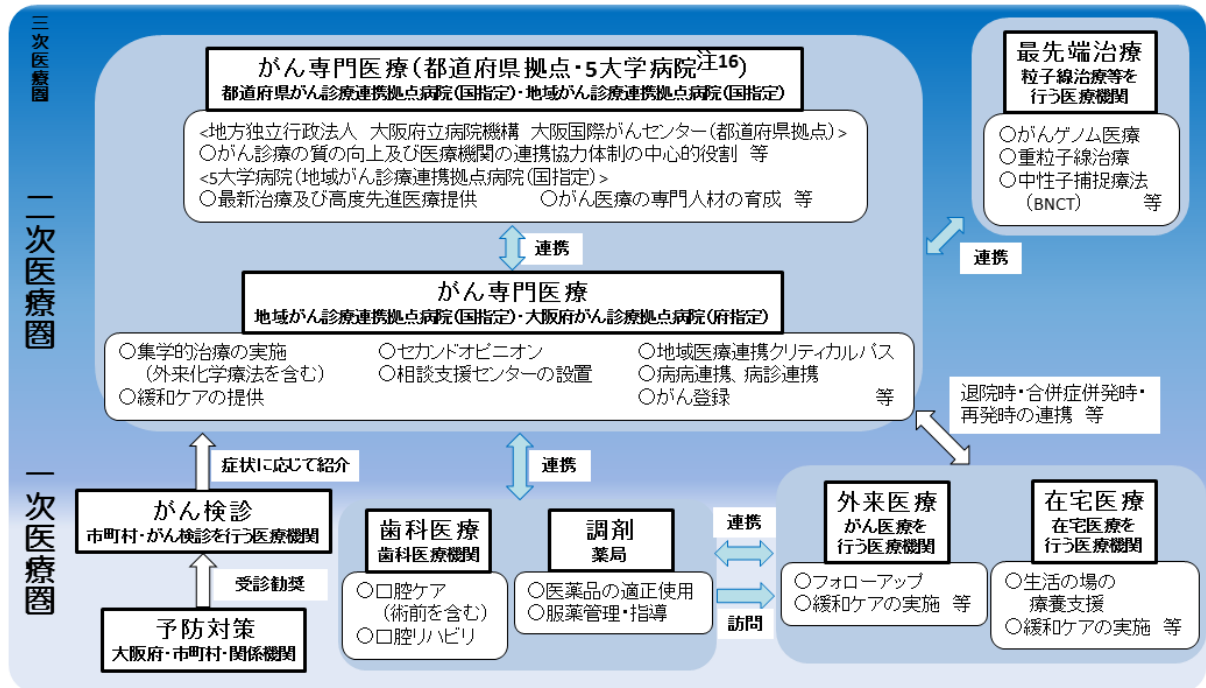 三次医療圏
がん専門医療(都道府県拠点・5大学病院注16)
都道府県がん診療連携拠点病院(国指定)・地域がん診療連携拠点病院(国指定)
<地方独立行政法人 大阪府立病院機構 大阪国際がんセンター(都道府県拠点)>
○がん診療の質の向上及び医療機関の連携協力体制の中心的役割 等
<5大学病院(地域がん診療連携拠点病院(国指定)>
○最新治療及び高度先進医療提供 ○がん医療の専門人材の育成 等
最先端治療
粒子線治療等を
行う医療機関
○がんゲノム医療
○重粒子線治療
○中性子捕捉療法
(BNCT) 等
連携
連携
二次医療圏
がん専門医療
地域がん診療連携拠点病院(国指定)・大阪府がん診療拠点病院(府指定)
○集学的治療の実施
(外来化学療法を含む)
○緩和ケアの提供
○セカンドオピニオン
○相談支援センターの設置
○地域医療連携クリティカルパス
○病病連携、病診連携
○がん登録 等
退院時・合併症併発時・
再発時の連携 等
症状に応じて紹介
連携
一次医療圏
がん検診
市町村・がん検診を行う医療機関
受診勧奨
予防対策
大阪府・市町村・関係機関
歯科医療
歯科医療機関
○口腔ケア
(術前を含む)
○口腔リハビリ
調剤
薬局
○医薬品の適正使用
○服薬管理・指導
連携
訪問
外来医療
がん医療を
行う医療機関
○フォローアップ
○緩和ケアの実施 等
在宅医療
在宅医療を
行う医療機関
○生活の場の
療養支援
○緩和ケアの実施 等